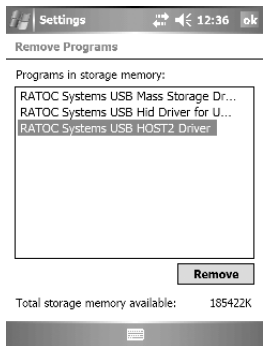 Settings 12:36 ok
Remove Programs
Programs in storage memory:
RATOC Systems USB Mass Storage Dr...
RATOC Systems USB Hid Driver for U...
RATOC Systems USB HOST2 Driver
Remove
Total storage memory available: 185422K